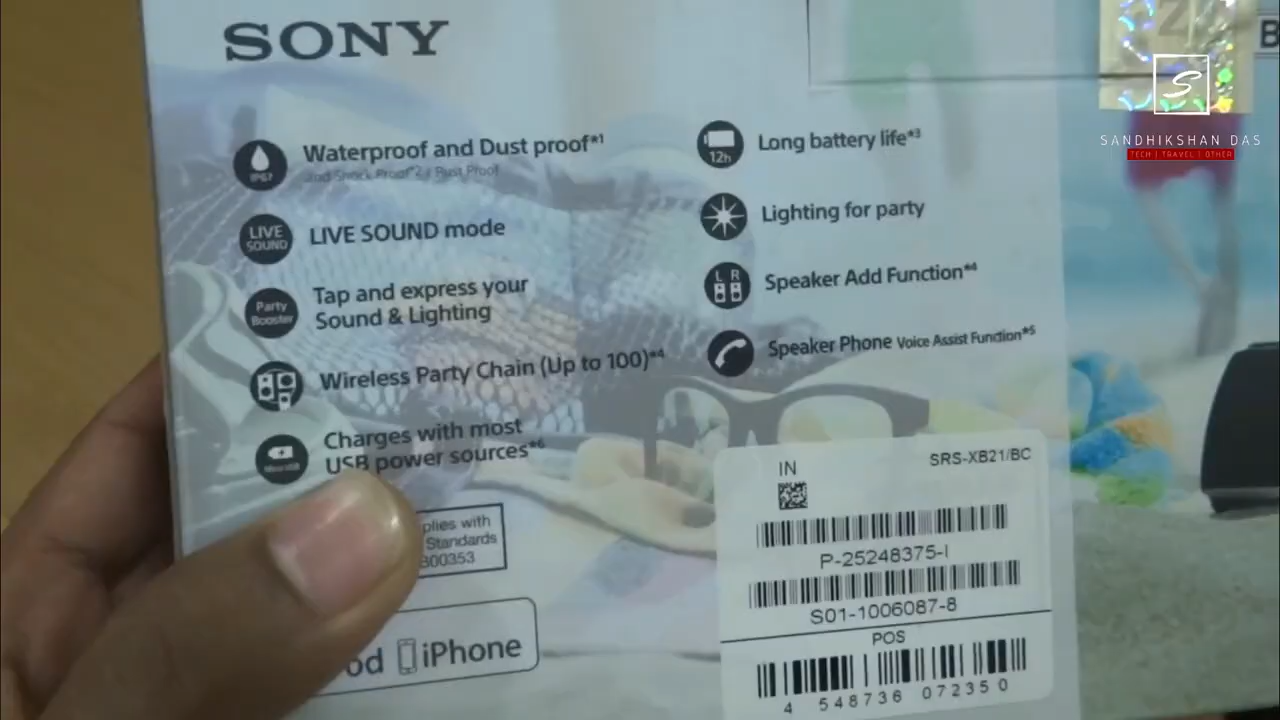 SONY
IP67
Waterproof and Dust proof*1
and Shock Proof*2 / Rust Proof
LIVE
SOUND
LIVE SOUND mode
Party
Booster
Tap and express your
Sound & Lighting
Wireless Party Chain (Up to 100)*4
Micro USB
Charges with most
USB power sources*6
12h
Long battery life*3
Lighting for party
L R
Speaker Add Function*4
Speaker Phone Voice Assist Function*5
plies with
Standards
800353
od
iPhone
IN
SRS-XB21/BC
P-25248375-I
S01-1006087-8
POS
4 548736 072350
B
S
SANDHIKSHAN DAS
TECH | TRAVEL | OTHER